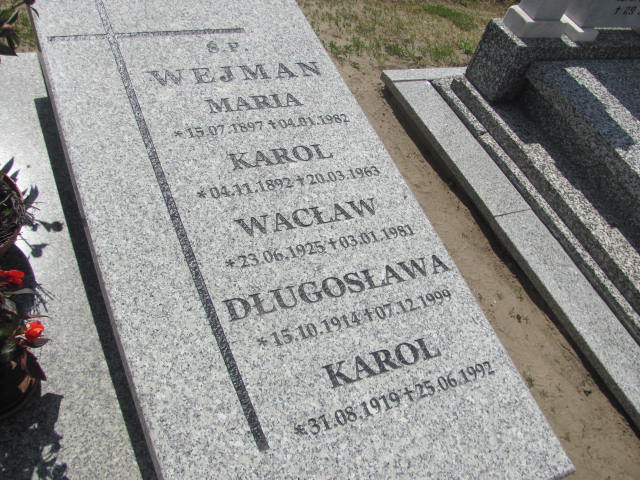 Ś.P.
WEJMAN
MARIA
*15.07.1897 †04.01.1982
KAROL
*04.11.1892 †20.03.1963
WACŁAW
*23.06.1925 †03.01.1981
DŁUGOSŁAWA
*15.10.1914 †07.12.1999
KAROL
*31.08.1919 †25.06.1992